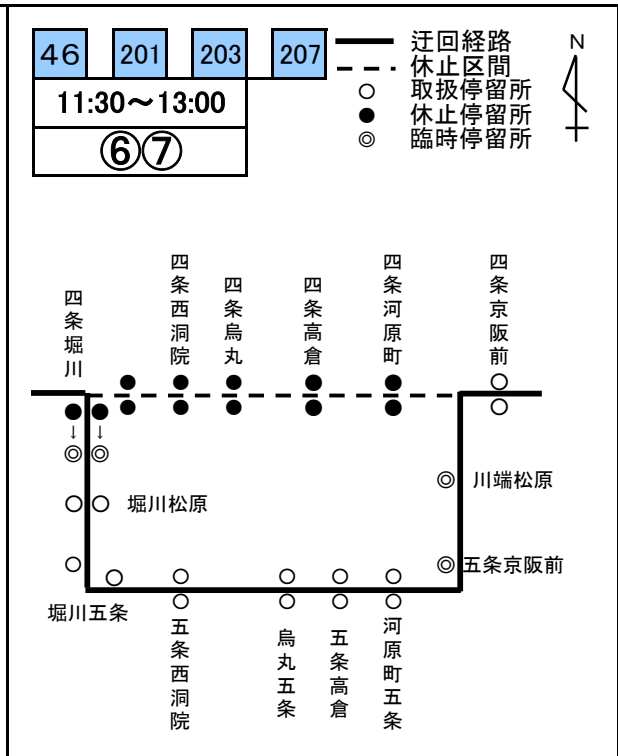 46 201 203 207
11:30～13:00
⑥⑦
迂回経路
休止区間
○ 取扱停留所
● 休止停留所
◎ 臨時停留所
N
四条堀川
四条西洞院
四条烏丸
四条高倉
四条河原町
四条京阪前
↓ ↓
川端松原
堀川松原
五条京阪前
堀川五条
五条西洞院
烏丸五条
五条高倉
河原町五条